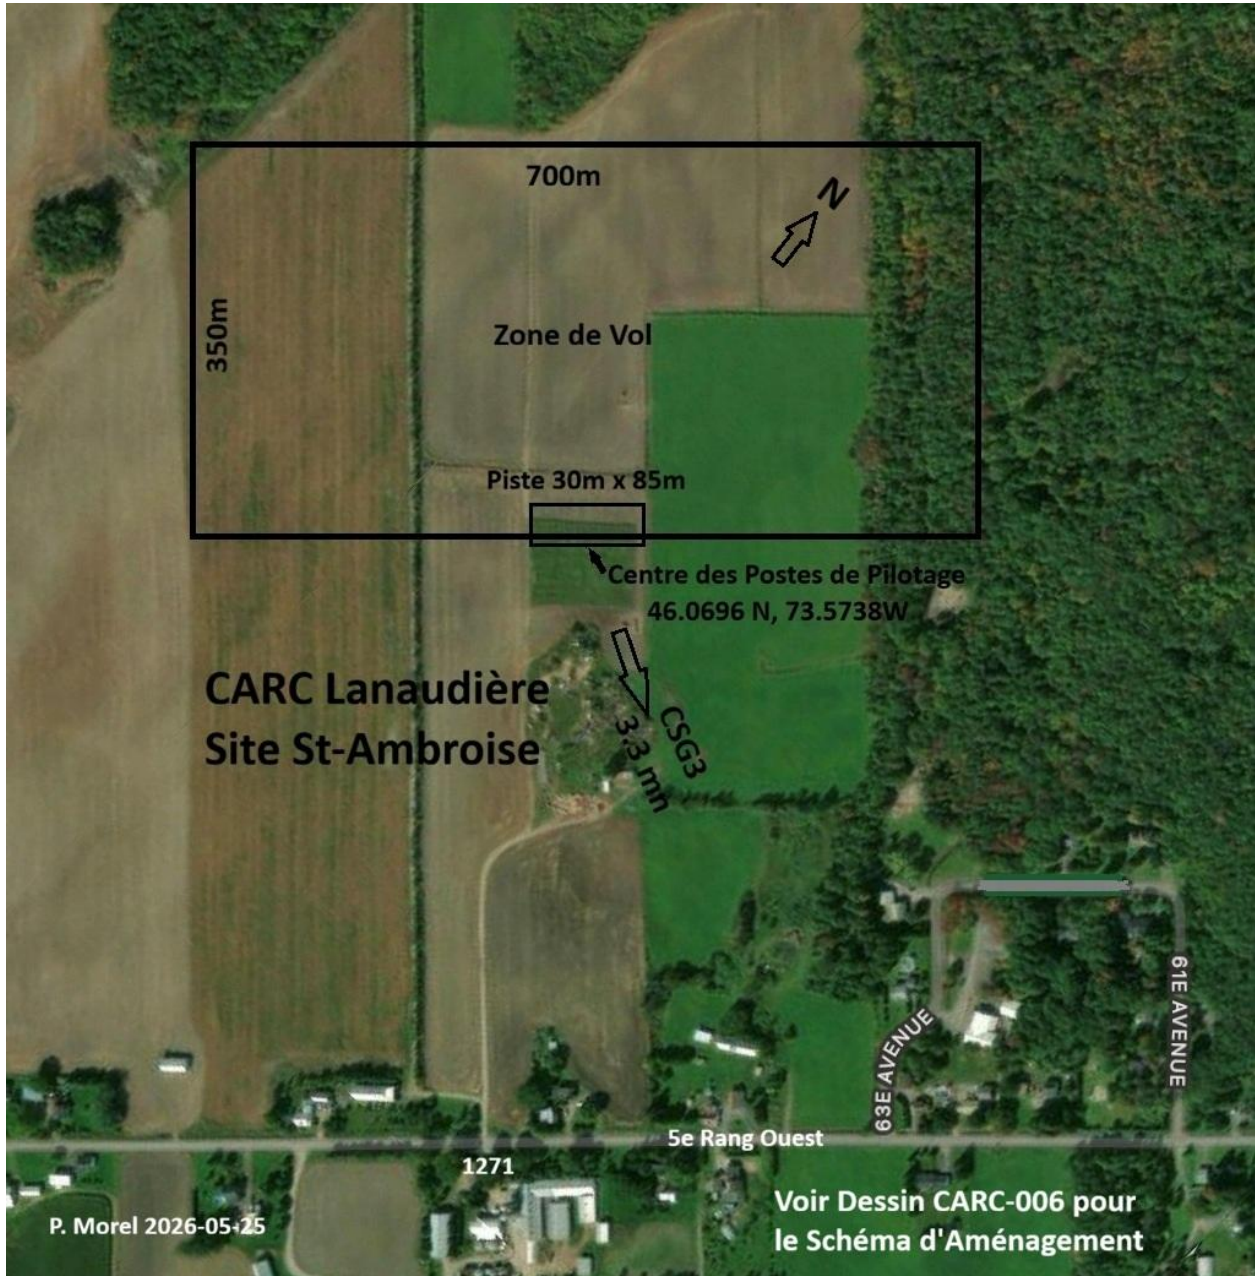 700m
N
350m
Zone de Vol
Piste 30m x 85m
Centre des Postes de Pilotage
46.0696 N, 73.5738W
CARC Lanaudière
Site St-Ambroise
CSG3
3.3 mn
61E AVENUE
63E AVENUE
5e Rang Ouest
1271
Voir Dessin CARC-006 pour
le Schéma d'Aménagement
P. Morel 2026-05-25